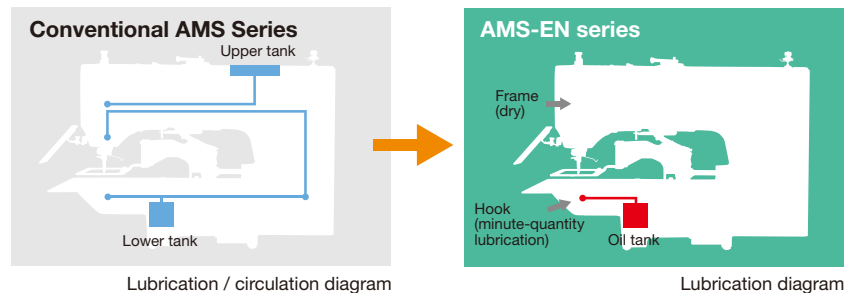 Conventional AMS Series
Upper tank
Lower tank
Lubrication / circulation diagram
AMS-EN series
Frame
(dry)
Hook
(minute-quantity
lubrication)
Oil tank
Lubrication diagram